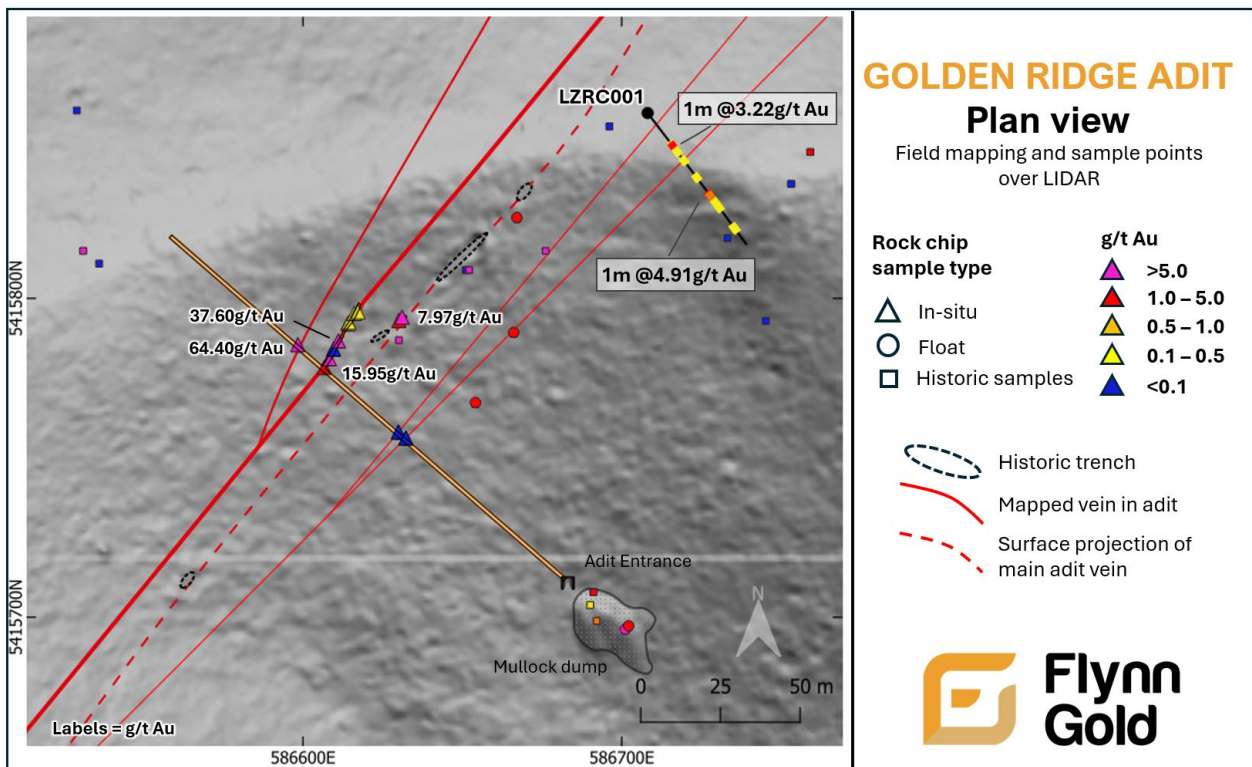 LZRC001
1m @3.22g/t Au
1m @4.91g/t Au
37.60g/t Au
7.97g/t Au
64.40g/t Au
15.95g/t Au
5415800N
5415700N
Adit Entrance
N
Mullock dump
0 25 50 m
Labels = g/t Au
586600E
586700E
GOLDEN RIDGE ADIT
Plan view
Field mapping and sample points
over LIDAR
Rock chip
sample type
In-situ
Float
Historic samples
g/t Au
>5.0
1.0 – 5.0
0.5 – 1.0
0.1 – 0.5
<0.1
Historic trench
Mapped vein in adit
Surface projection of
main adit vein
Flynn
Gold